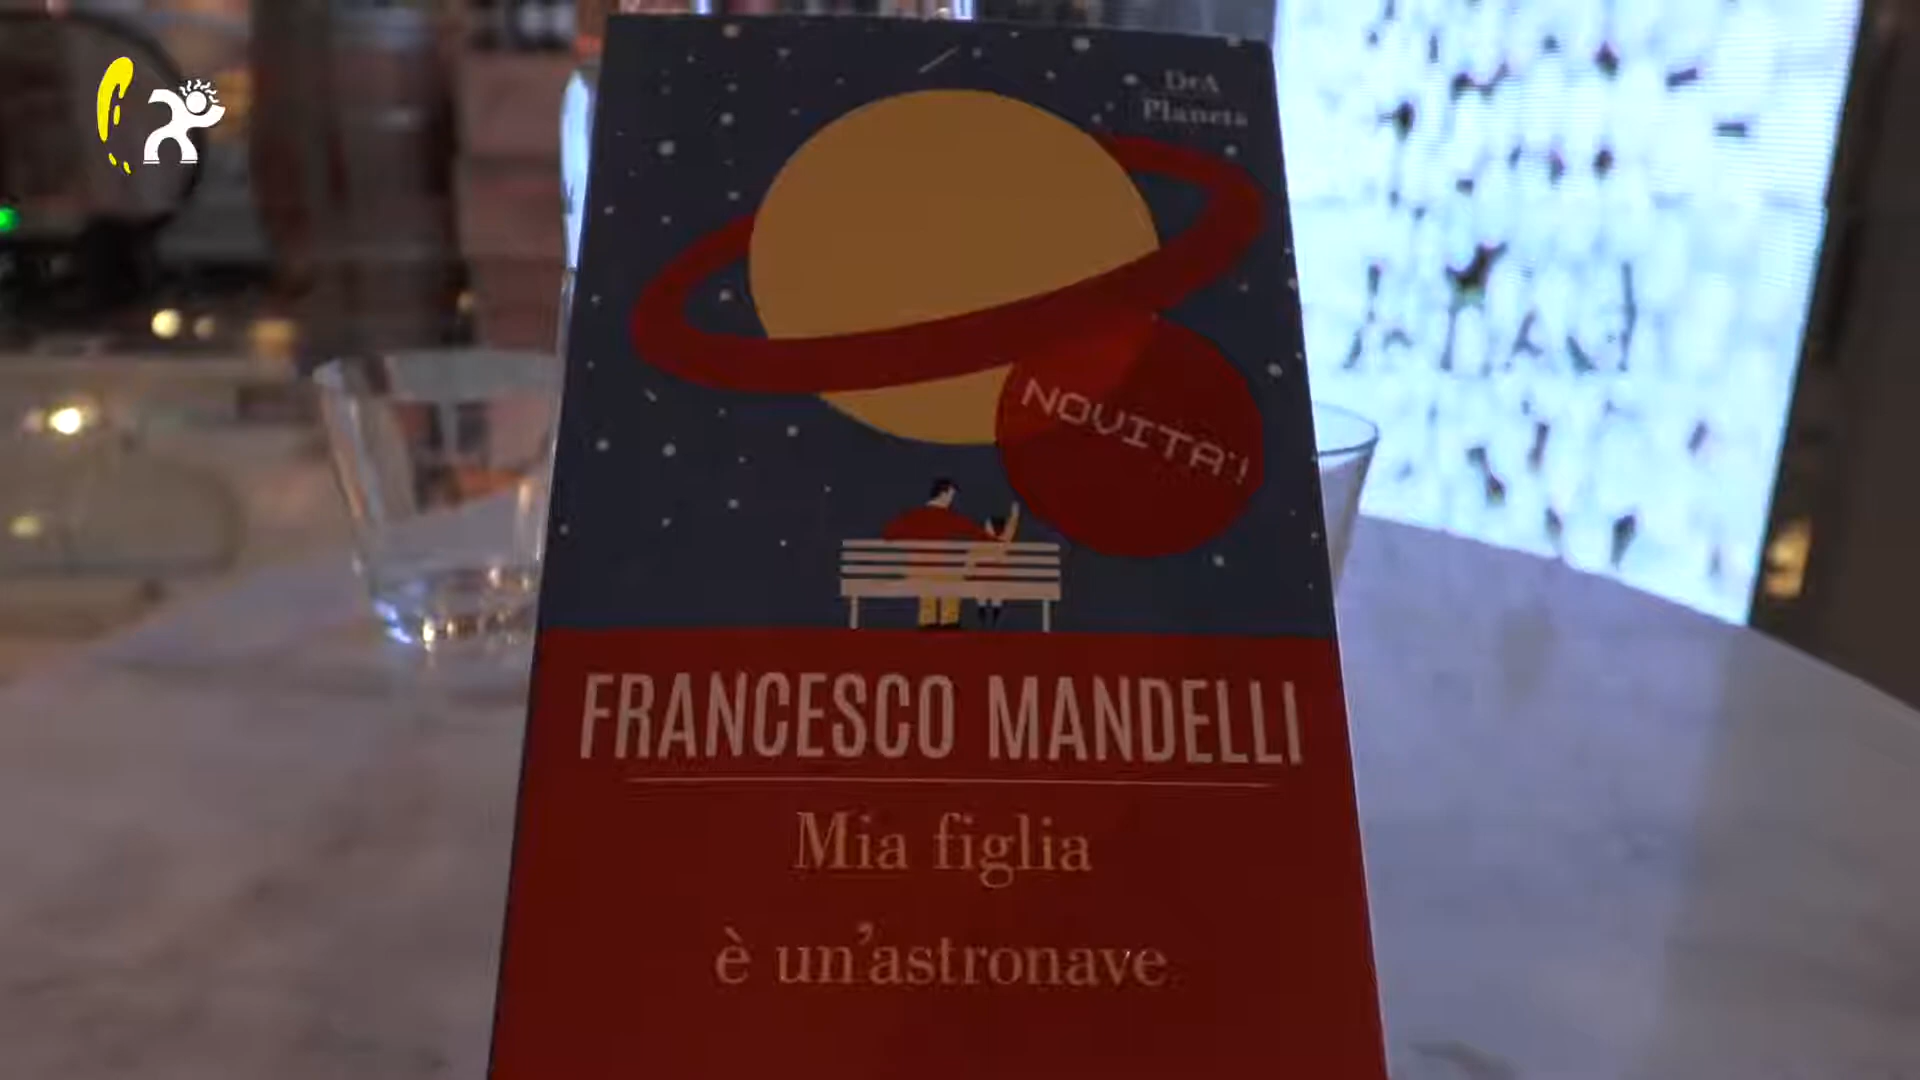 DeA
Planeta
NOVITA'!
FRANCESCO MANDELLI
Mia figlia
è un'astronave